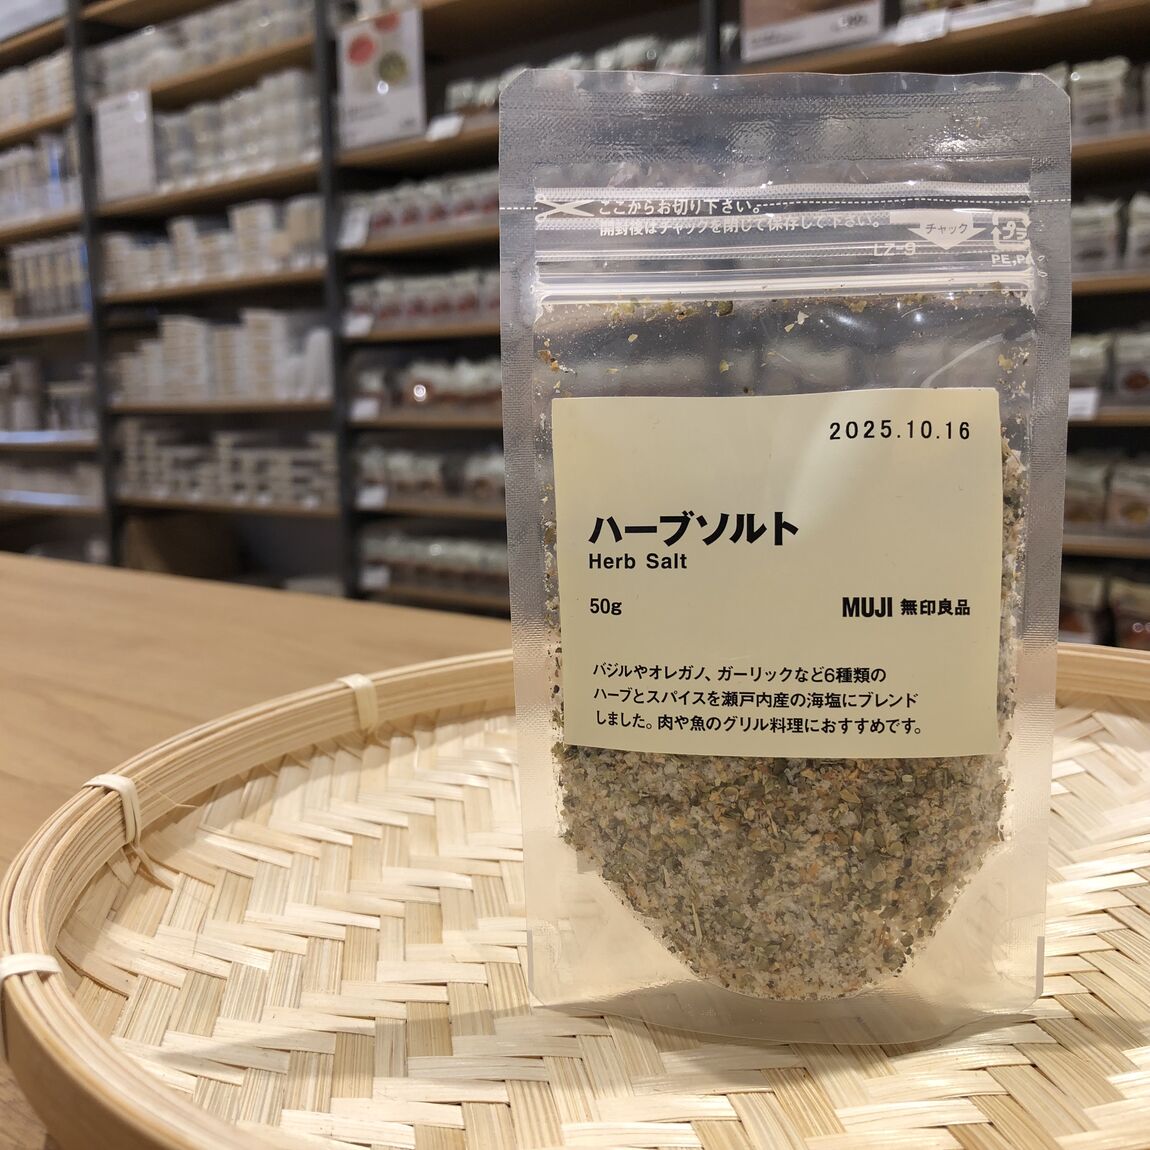 ここからお切り下さい。
開封後はチャックを閉じて保存して下さい。
チャック
プラ
LZ-9
2025.10.16
ハーブソルト
Herb Salt
50g
MUJI 無印良品
バジルやオレガノ、ガーリックなど6種類の
ハーブとスパイスを瀬戸内産の海塩にブレンド
しました。肉や魚のグリル料理におすすめです。